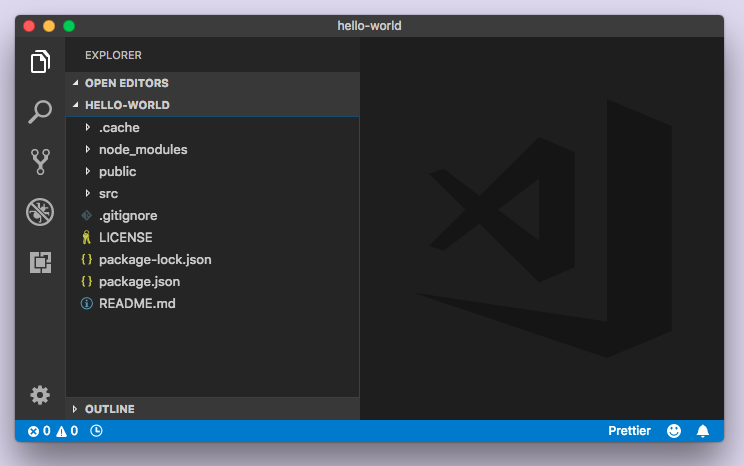 hello-world
EXPLORER
OPEN EDITORS
HELLO-WORLD
.cache
node_modules
public
src
.gitignore
LICENSE
{ } package-lock.json
{ } package.json
README.md
OUTLINE
0 0
Prettier